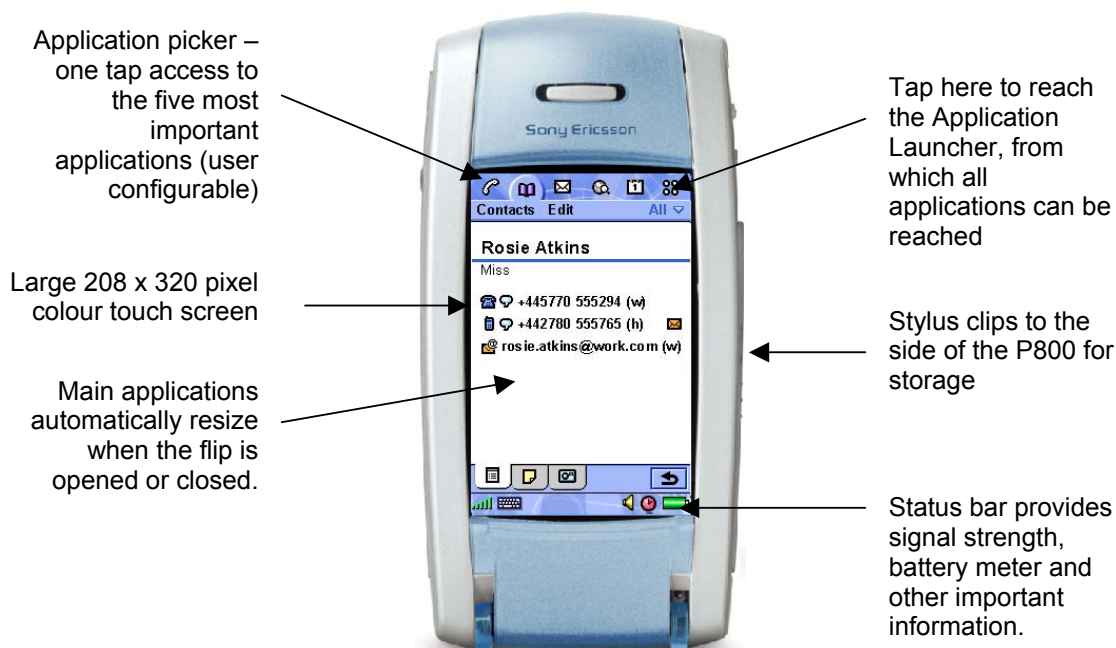 Application picker –
one tap access to
the five most
important
applications (user
configurable)
Large 208 x 320 pixel
colour touch screen
Main applications
automatically resize
when the flip is
opened or closed.
Sony Ericsson
Contacts Edit All
Rosie Atkins
Miss
+445770 555294 (w)
+442780 555765 (h)
rosie.atkins@work.com (w)
Tap here to reach
the Application
Launcher, from
which all
applications can be
reached
Stylus clips to the
side of the P800 for
storage
Status bar provides
signal strength,
battery meter and
other important
information.